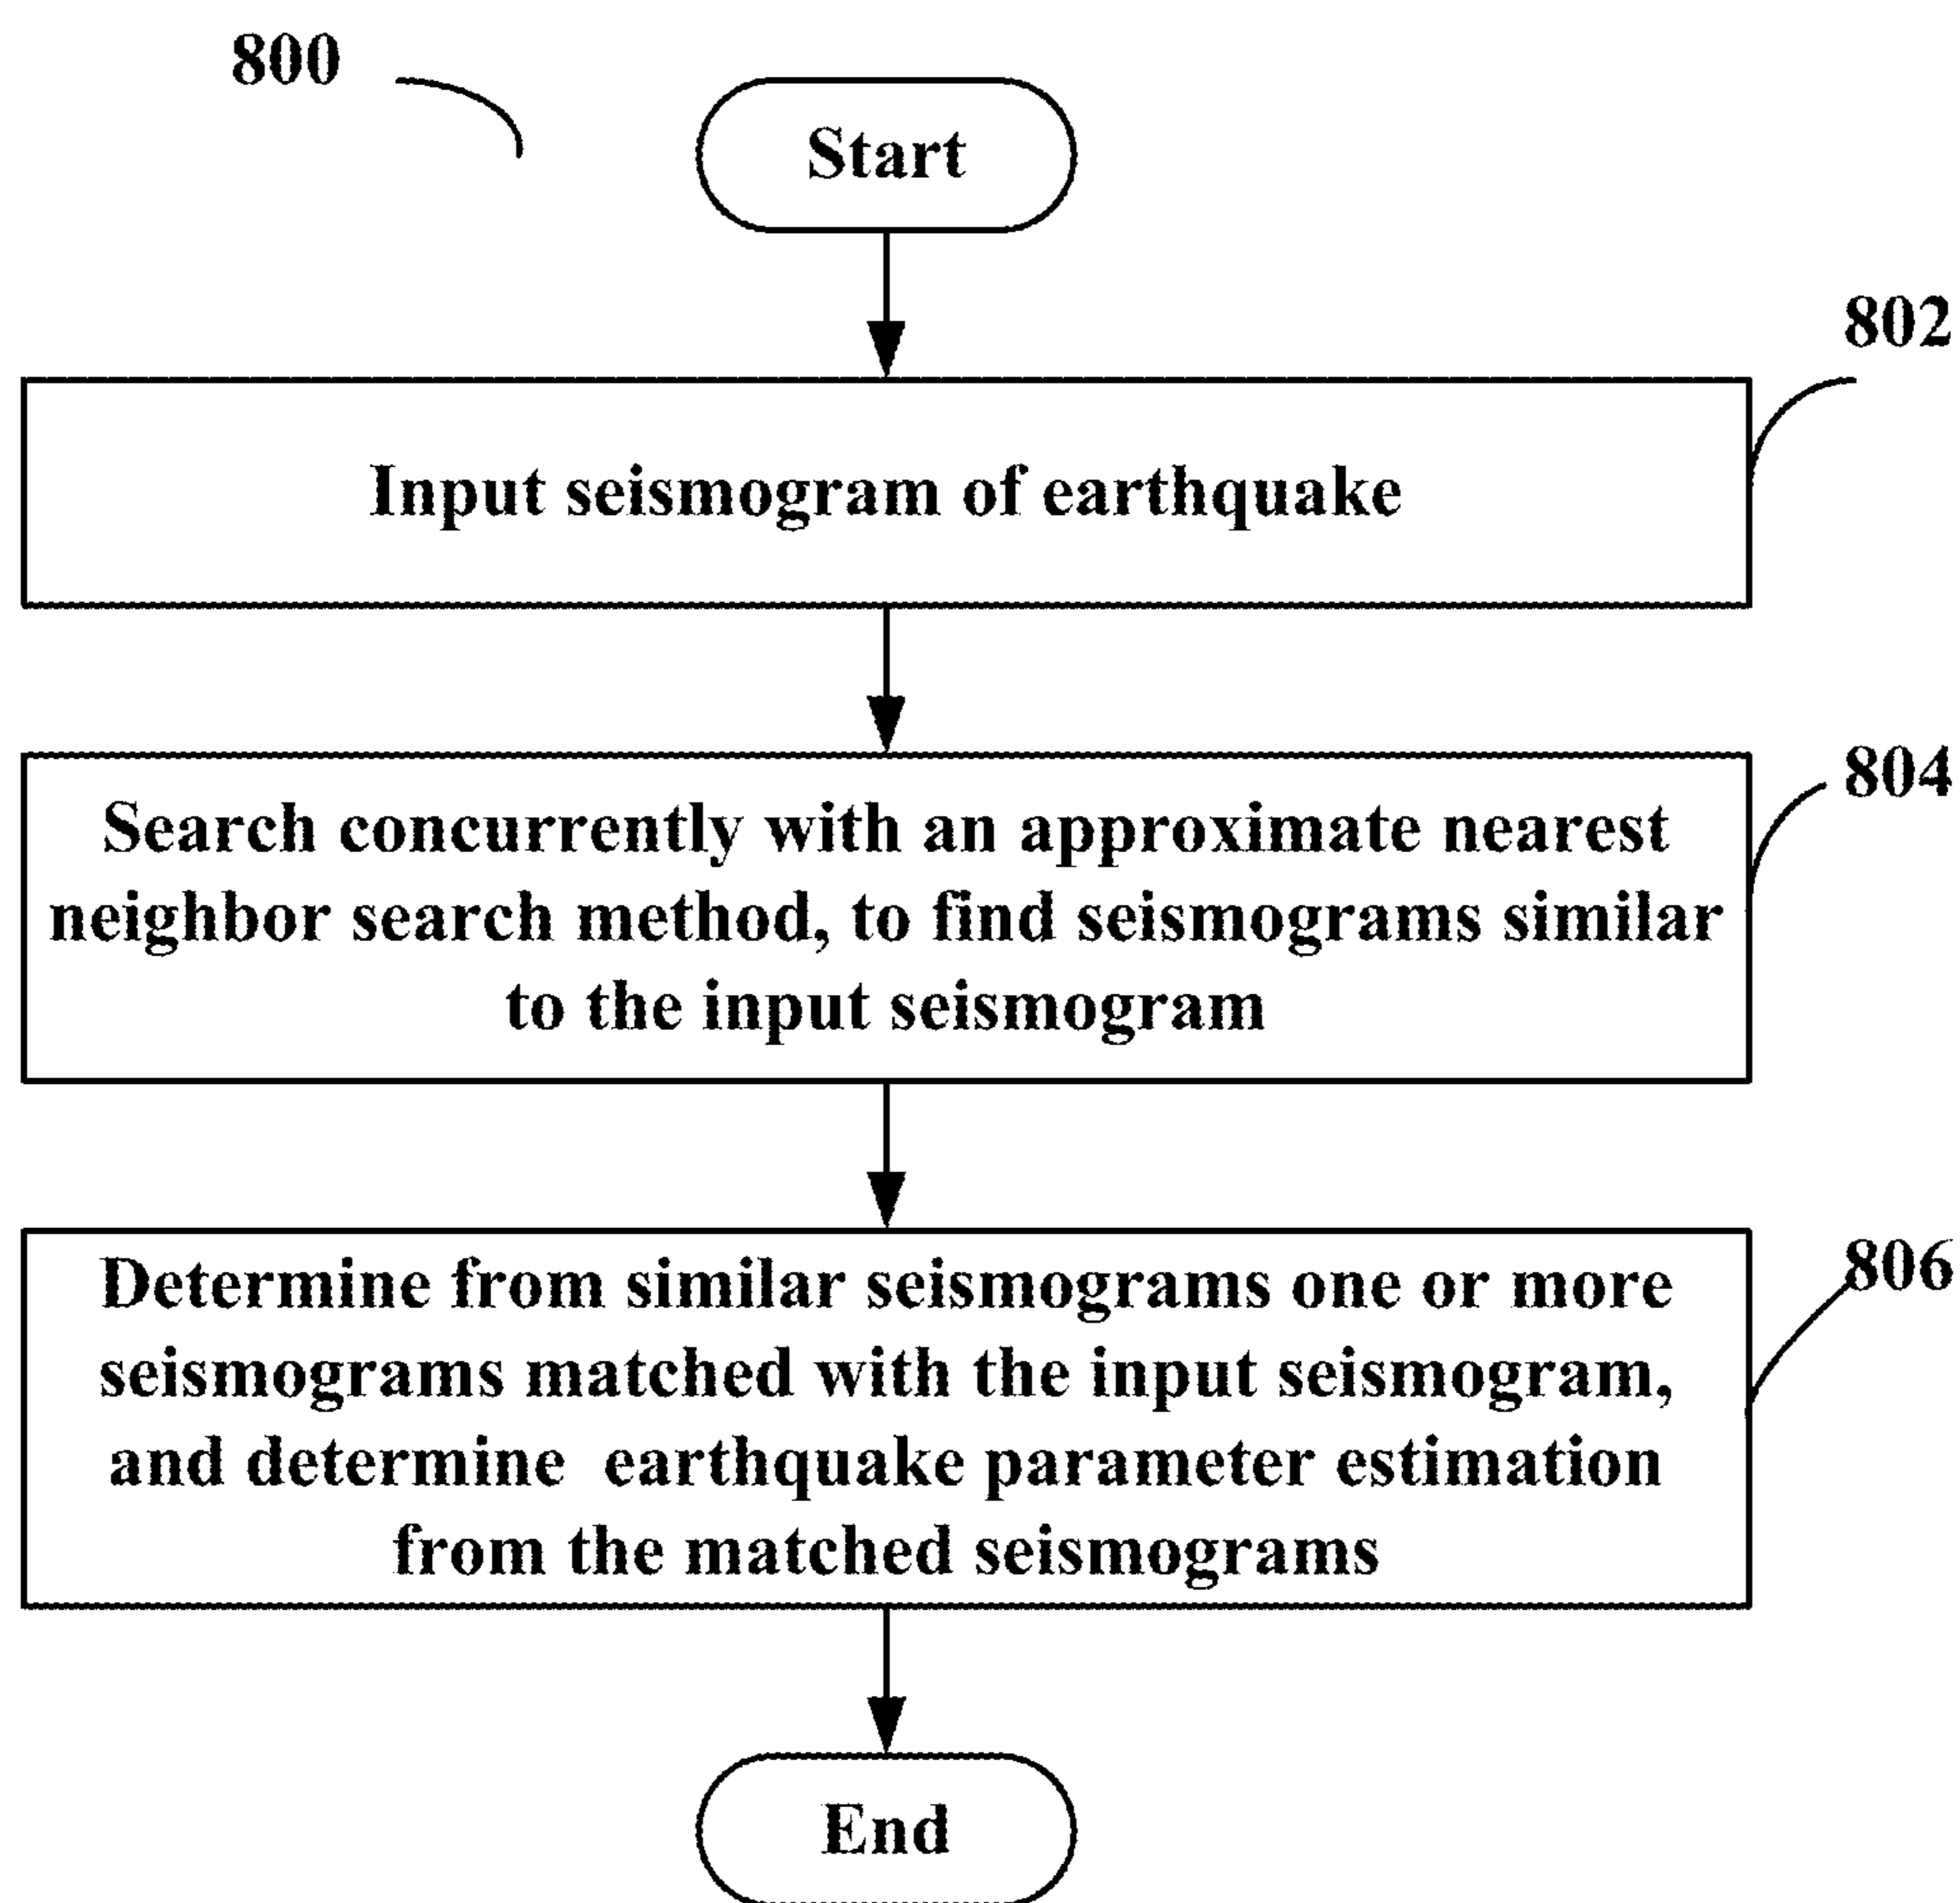 800
Start
802
Input seismogram of earthquake
804
Search concurrently with an approximate nearest
neighbor search method, to find seismograms similar
to the input seismogram
806
Determine from similar seismograms one or more
seismograms matched with the input seismogram,
and determine earthquake parameter estimation
from the matched seismograms
End